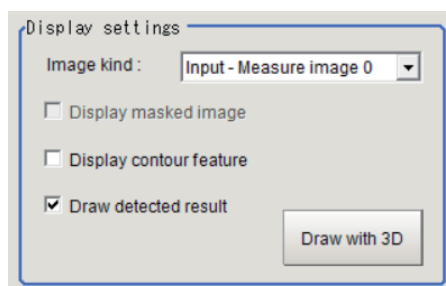 Display settings
Image kind : Input - Measure image 0
Display masked image
Display contour feature
Draw detected result
Draw with 3D